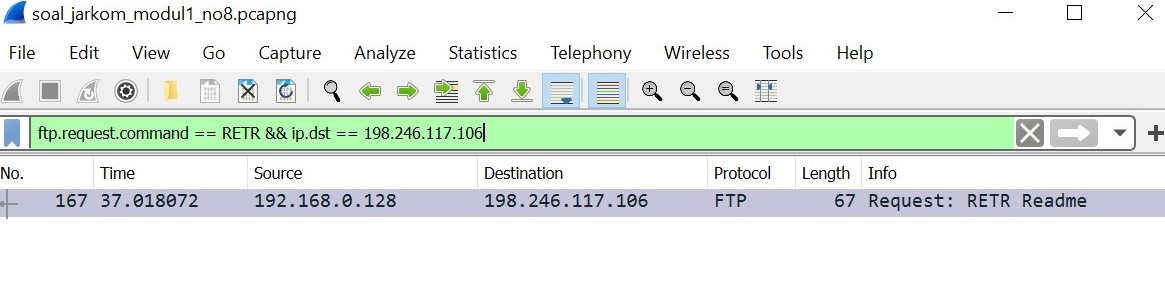 soal_jarkom_modul1_no8.pcapng
File Edit View Go Capture Analyze Statistics Telephony Wireless Tools Help
ftp.request.command == RETR && ip.dst == 198.246.117.106
No. Time Source Destination Protocol Length Info
167 37.018072 192.168.0.128 198.246.117.106 FTP 67 Request: RETR Readme